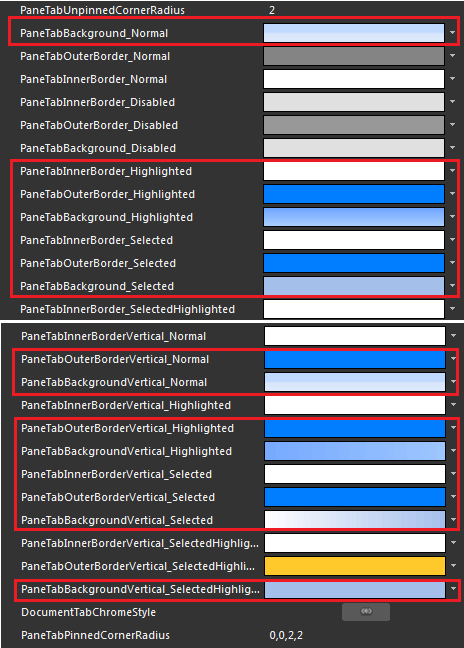 PaneTabUnpinnedCornerRadius 2
PaneTabBackground_Normal
PaneTabOuterBorder_Normal
PaneTabInnerBorder_Normal
PaneTabInnerBorder_Disabled
PaneTabOuterBorder_Disabled
PaneTabBackground_Disabled
PaneTabInnerBorder_Highlighted
PaneTabOuterBorder_Highlighted
PaneTabBackground_Highlighted
PaneTabInnerBorder_Selected
PaneTabOuterBorder_Selected
PaneTabBackground_Selected
PaneTabInnerBorder_SelectedHighlighted
PaneTabInnerBorderVertical_Normal
PaneTabOuterBorderVertical_Normal
PaneTabBackgroundVertical_Normal
PaneTabInnerBorderVertical_Highlighted
PaneTabOuterBorderVertical_Highlighted
PaneTabBackgroundVertical_Highlighted
PaneTabInnerBorderVertical_Selected
PaneTabOuterBorderVertical_Selected
PaneTabBackgroundVertical_Selected
PaneTabInnerBorderVertical_SelectedHighlig...
PaneTabOuterBorderVertical_SelectedHighli...
PaneTabBackgroundVertical_SelectedHighlig...
DocumentTabChromeStyle
PaneTabPinnedCornerRadius 0,0,2,2